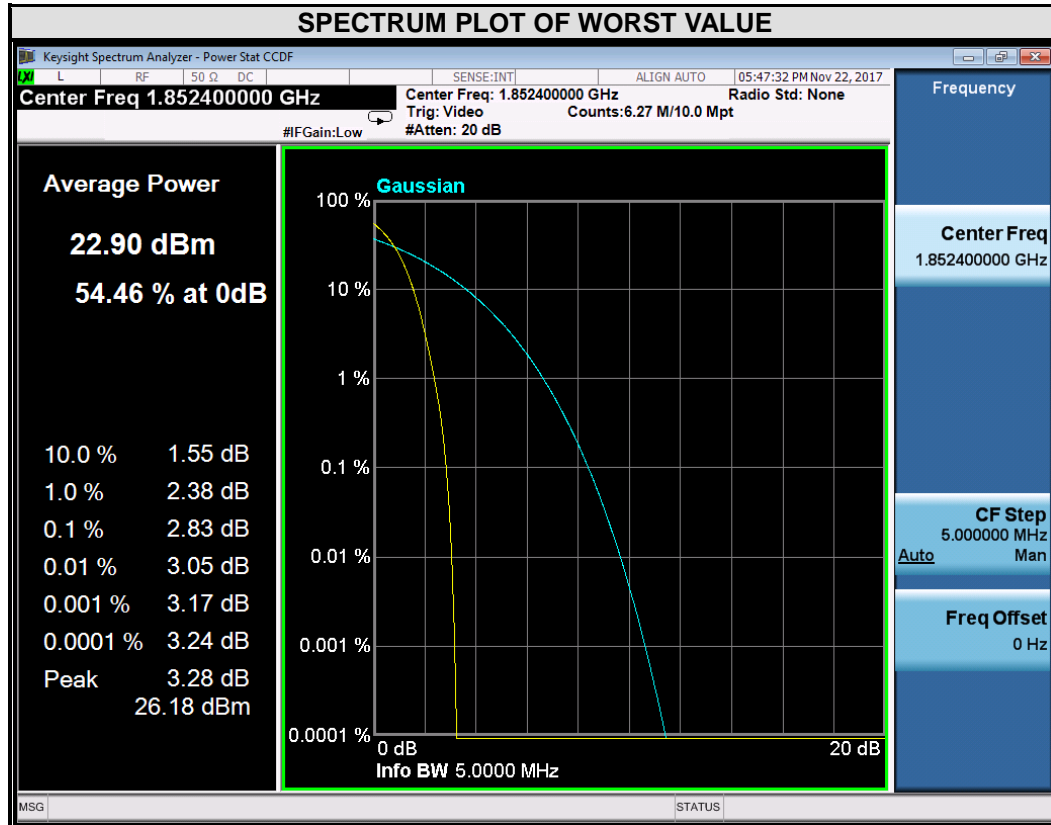 SPECTRUM PLOT OF WORST VALUE
Keysight Spectrum Analyzer - Power Stat CCDF
LXI L RF 50 Ω DC SENSE:INT ALIGN AUTO 05:47:32 PM Nov 22, 2017
Center Freq 1.852400000 GHz
Center Freq: 1.852400000 GHz Radio Std: None
Trig: Video Counts:6.27 M/10.0 Mpt
#IFGain:Low #Atten: 20 dB
Average Power
22.90 dBm
54.46 % at 0dB
10.0 % 1.55 dB
1.0 % 2.38 dB
0.1 % 2.83 dB
0.01 % 3.05 dB
0.001 % 3.17 dB
0.0001 % 3.24 dB
Peak 3.28 dB
26.18 dBm
Gaussian
100 %
10 %
1 %
0.1 %
0.01 %
0.001 %
0.0001 %
0 dB 20 dB
Info BW 5.0000 MHz
Frequency
Center Freq
1.852400000 GHz
CF Step
5.000000 MHz
Auto Man
Freq Offset
0 Hz
MSG STATUS